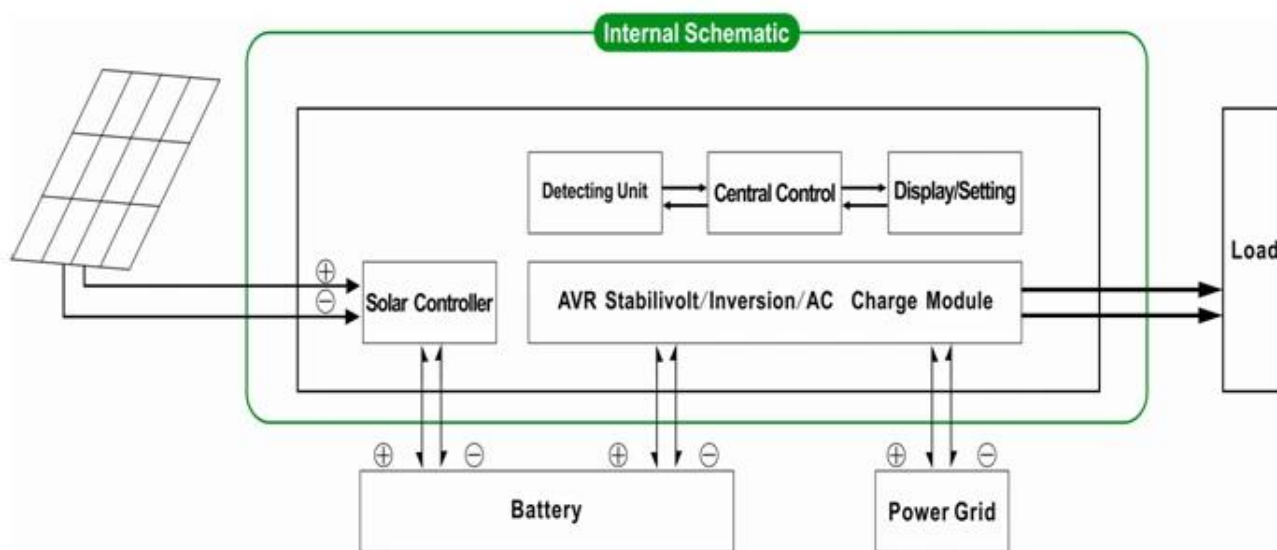 Internal Schematic
Detecting Unit
Central Control
Display/Setting
Load
⊕
⊖
Solar Controller
AVR Stabilivolt/Inversion/AC Charge Module
⊕ ⊖ ⊕ ⊖ ⊕ ⊖
Battery
Power Grid